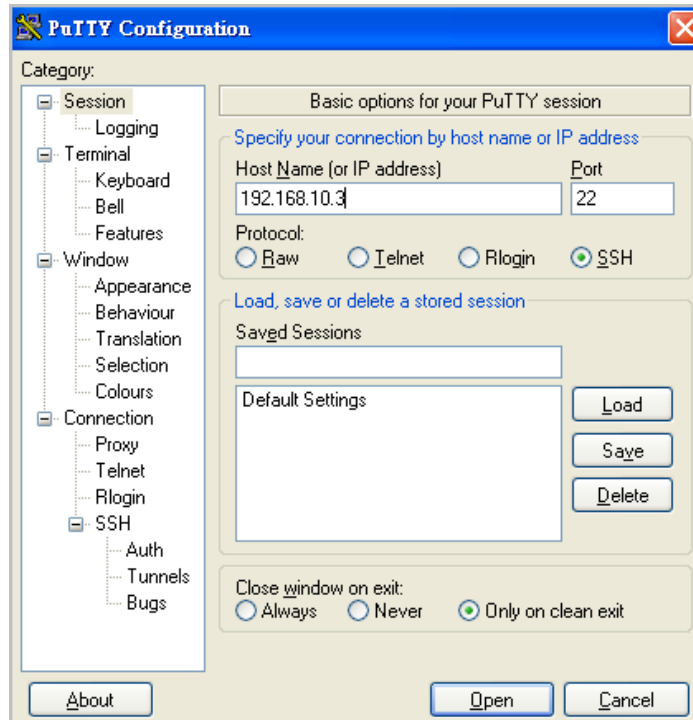 PuTTY Configuration
Category:
Session
Logging
Terminal
Keyboard
Bell
Features
Window
Appearance
Behaviour
Translation
Selection
Colours
Connection
Proxy
Telnet
Rlogin
SSH
Auth
Tunnels
Bugs
Basic options for your PuTTY session
Specify your connection by host name or IP address
Host Name (or IP address) Port
192.168.10.3 22
Protocol:
Raw Telnet Rlogin SSH
Load, save or delete a stored session
Saved Sessions
Default Settings
Load
Save
Delete
Close window on exit:
Always Never Only on clean exit
About Open Cancel